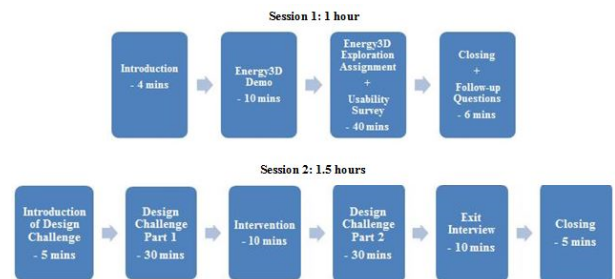 Session 1: 1 hour
Introduction
- 4 mins
Energy3D
Demo
- 10 mins
Energy3D
Exploration
Assignment
+
Usability
Survey
- 40 mins
Closing
+
Follow-up
Questions
- 6 mins
Session 2: 1.5 hours
Introduction
of Design
Challenge
- 5 mins
Design
Challenge
Part 1
- 30 mins
Intervention
- 10 mins
Design
Challenge
Part 2
- 30 mins
Exit
Interview
- 10 mins
Closing
- 5 mins